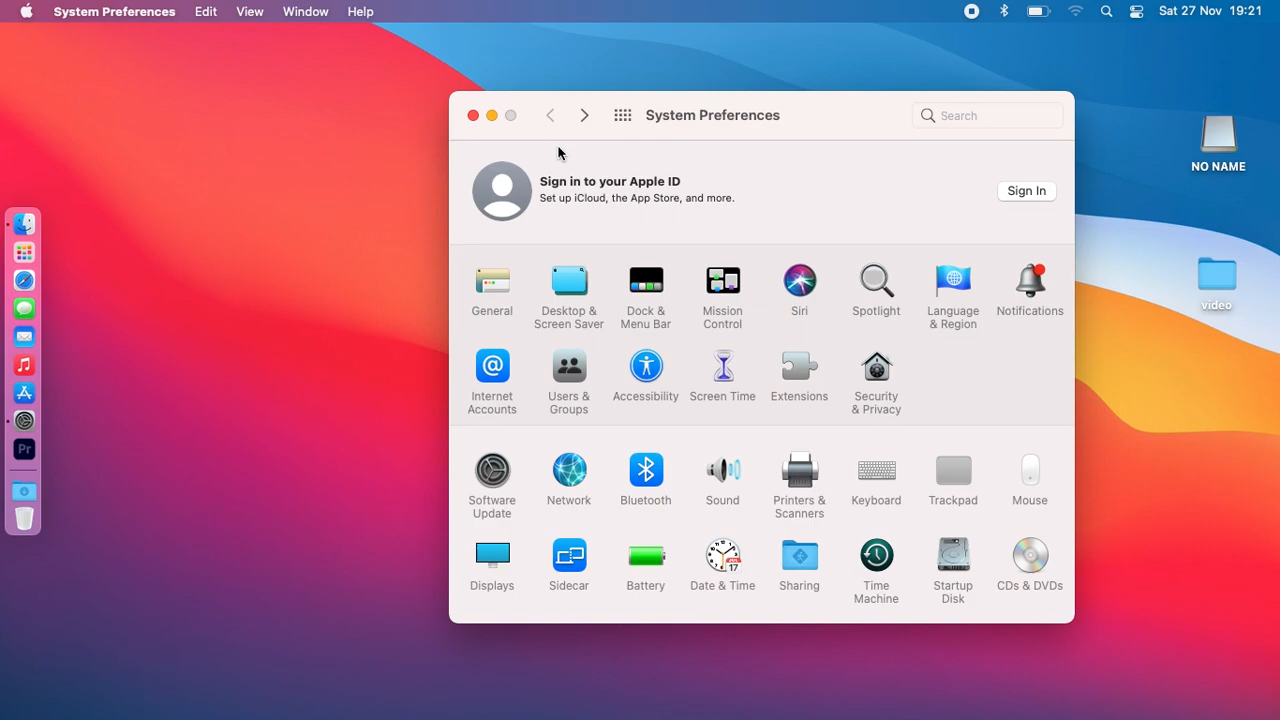 System Preferences Edit View Window Help Sat 27 Nov 19:21
System Preferences Search
Sign in to your Apple ID
Set up iCloud, the App Store, and more.
Sign In
General
Desktop &
Screen Saver
Dock &
Menu Bar
Mission
Control
Siri
Spotlight
Language
& Region
Notifications
@
Internet
Accounts
Users &
Groups
Accessibility
Screen Time
Extensions
Security
& Privacy
Software
Update
Network
Bluetooth
Sound
Printers &
Scanners
Keyboard
Trackpad
Mouse
Displays
Sidecar
Battery
17
Date & Time
Sharing
Time
Machine
Startup
Disk
CDs & DVDs
NO NAME
video
Pr